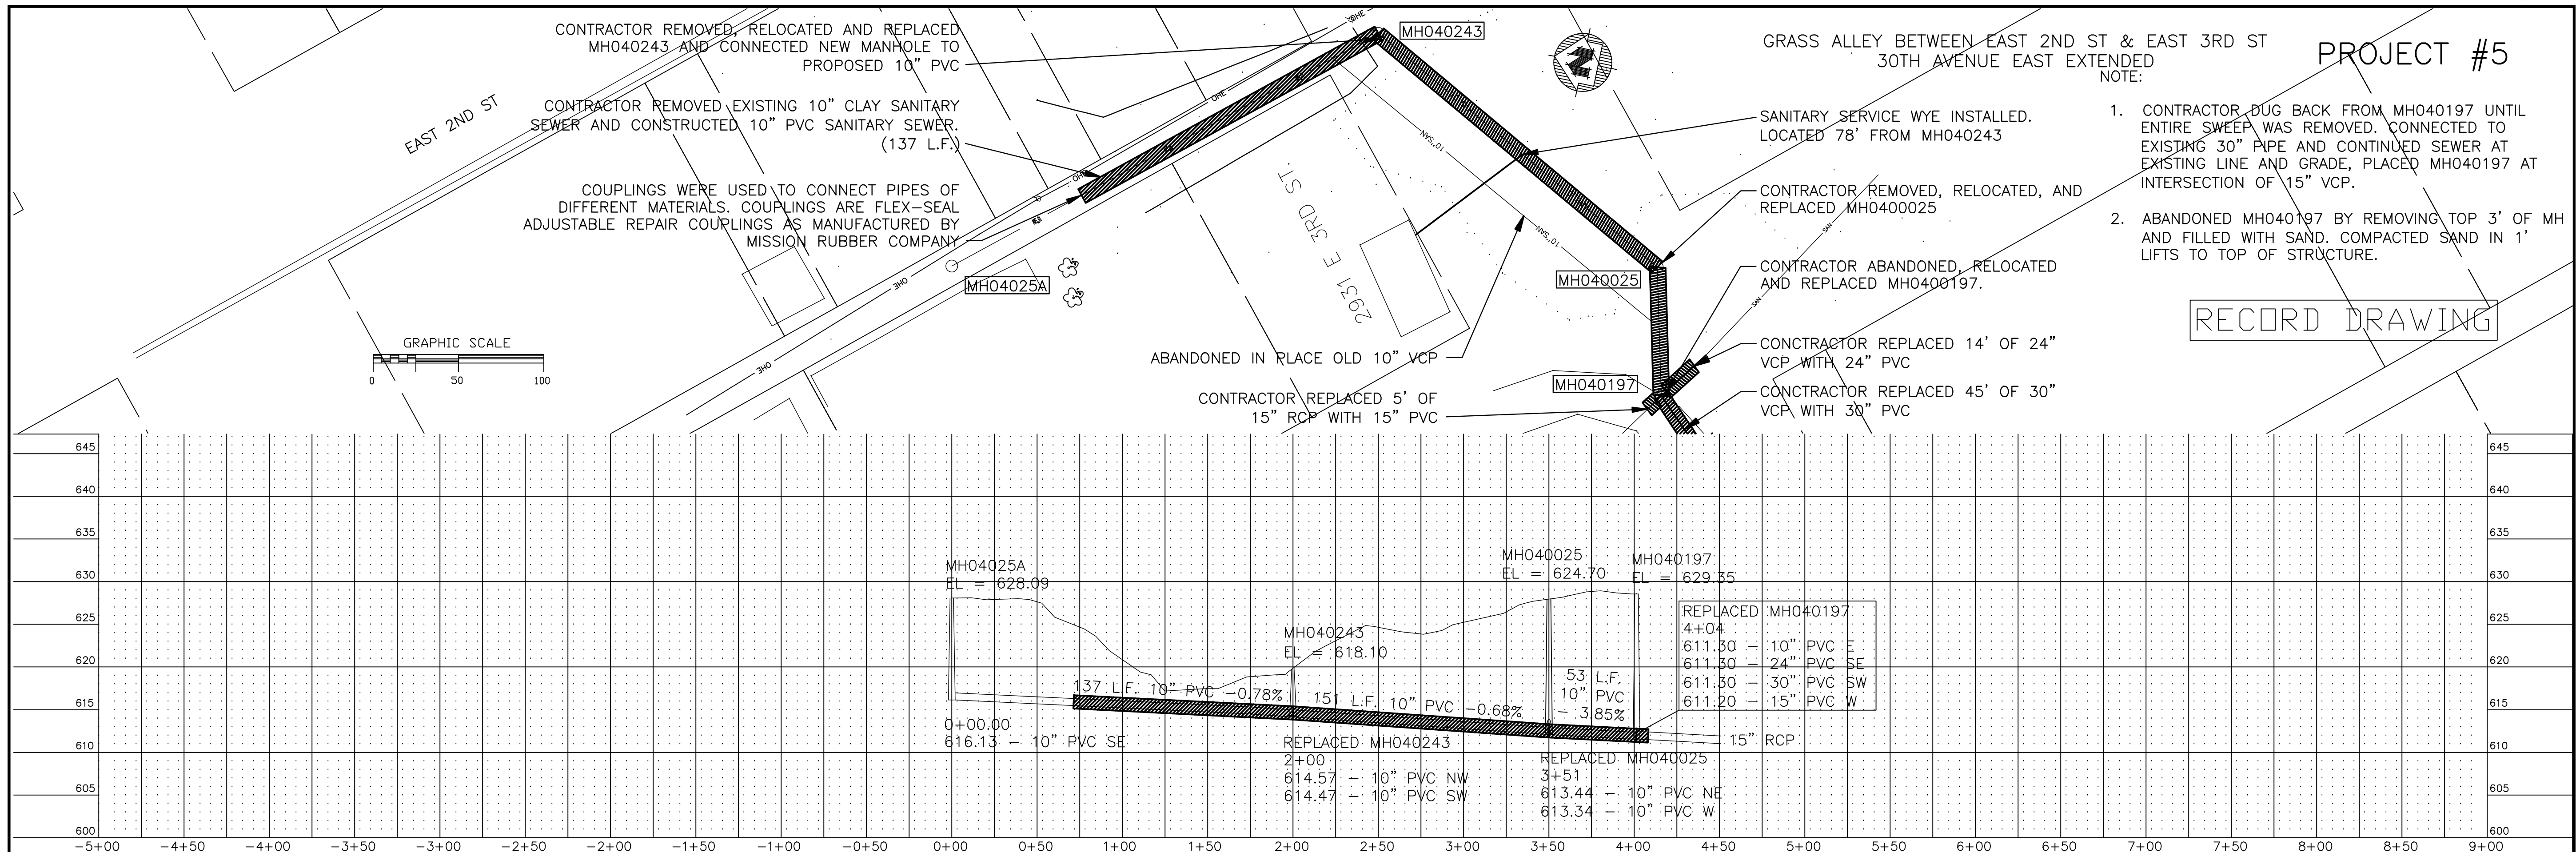 CONTRACTOR REMOVED, RELOCATED AND REPLACED
MH040243 AND CONNECTED NEW MANHOLE TO
PROPOSED 10" PVC
CONTRACTOR REMOVED EXISTING 10" CLAY SANITARY
SEWER AND CONSTRUCTED 10" PVC SANITARY SEWER.
(137 L.F.)
COUPLINGS WERE USED TO CONNECT PIPES OF
DIFFERENT MATERIALS. COUPLINGS ARE FLEX-SEAL
ADJUSTABLE REPAIR COUPLINGS AS MANUFACTURED BY
MISSION RUBBER COMPANY
EAST 2ND ST
GRAPHIC SCALE
0 50 100
OHE
OHE
OHE
OHE
OHE
MH04025A
MH040243
N
2931 E 3RD ST.
10"SAN
10"SAN
SAN
SAN
ABANDONED IN PLACE OLD 10" VCP
CONTRACTOR REPLACED 5' OF
15" RCP WITH 15" PVC
MH040025
MH040197
GRASS ALLEY BETWEEN EAST 2ND ST & EAST 3RD ST
30TH AVENUE EAST EXTENDED
PROJECT #5
SANITARY SERVICE WYE INSTALLED.
LOCATED 78' FROM MH040243
CONTRACTOR REMOVED, RELOCATED, AND
REPLACED MH0400025
CONTRACTOR ABANDONED, RELOCATED
AND REPLACED MH0400197.
CONCTRACTOR REPLACED 14' OF 24"
VCP WITH 24" PVC
CONCTRACTOR REPLACED 45' OF 30"
VCP WITH 30" PVC
NOTE:
1. CONTRACTOR DUG BACK FROM MH040197 UNTIL
ENTIRE SWEEP WAS REMOVED. CONNECTED TO
EXISTING 30" PIPE AND CONTINUED SEWER AT
EXISTING LINE AND GRADE, PLACED MH040197 AT
INTERSECTION OF 15" VCP.
2. ABANDONED MH040197 BY REMOVING TOP 3' OF MH
AND FILLED WITH SAND. COMPACTED SAND IN 1'
LIFTS TO TOP OF STRUCTURE.
RECORD DRAWING
645 645
640 640
635 635
630 630
625 625
620 620
615 615
610 610
605 605
600 600
MH04025A
EL = 628.09
MH040243
EL = 618.10
MH040025
EL = 624.70
MH040197
EL = 629.35
137 L.F. 10" PVC -0.78%
151 L.F. 10" PVC -0.68%
53 L.F.
10" PVC
- 3.85%
REPLACED MH040197
4+04
611.30 - 10" PVC E
611.30 - 24" PVC SE
611.30 - 30" PVC SW
611.20 - 15" PVC W
15" RCP
0+00.00
616.13 - 10" PVC SE
REPLACED MH040243
2+00
614.57 - 10" PVC NW
614.47 - 10" PVC SW
REPLACED MH040025
3+51
613.44 - 10" PVC NE
613.34 - 10" PVC W
-5+00 -4+50 -4+00 -3+50 -3+00 -2+50 -2+00 -1+50 -1+00 -0+50 0+00 0+50 1+00 1+50 2+00 2+50 3+00 3+50 4+00 4+50 5+00 5+50 6+00 6+50 7+00 7+50 8+00 8+50 9+00